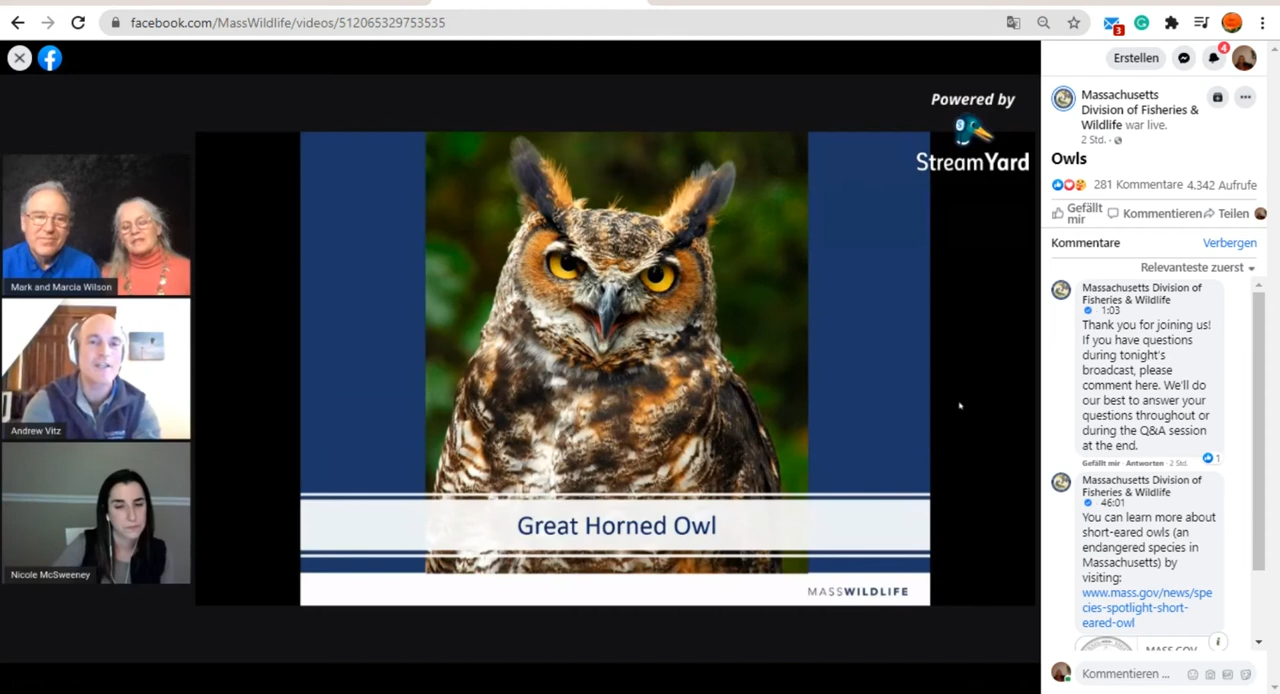 facebook.com/MassWildlife/videos/512065329753535
3
Erstellen
4
Powered by
StreamYard
Mark and Marcia Wilson
Andrew Vitz
Nicole McSweeney
Great Horned Owl
MASSWILDLIFE
Massachusetts
Division of Fisheries &
Wildlife war live.
2 Std. ·
Owls
281 Kommentare 4.342 Aufrufe
Gefällt
mir
Kommentieren
Teilen
Kommentare
Verbergen
Relevanteste zuerst
Massachusetts Division of
Fisheries & Wildlife
· 1:03
Thank you for joining us!
If you have questions
during tonight's
broadcast, please
comment here. We'll do
our best to answer your
questions throughout or
during the Q&A session
at the end.
Gefällt mir · Antworten · 2 Std.
1
Massachusetts Division of
Fisheries & Wildlife
· 46:01
You can learn more about
short-eared owls (an
endangered species in
Massachusetts) by
visiting:
www.mass.gov/news/spe
cies-spotlight-short-
eared-owl
MASS.GOV
Kommentieren ...